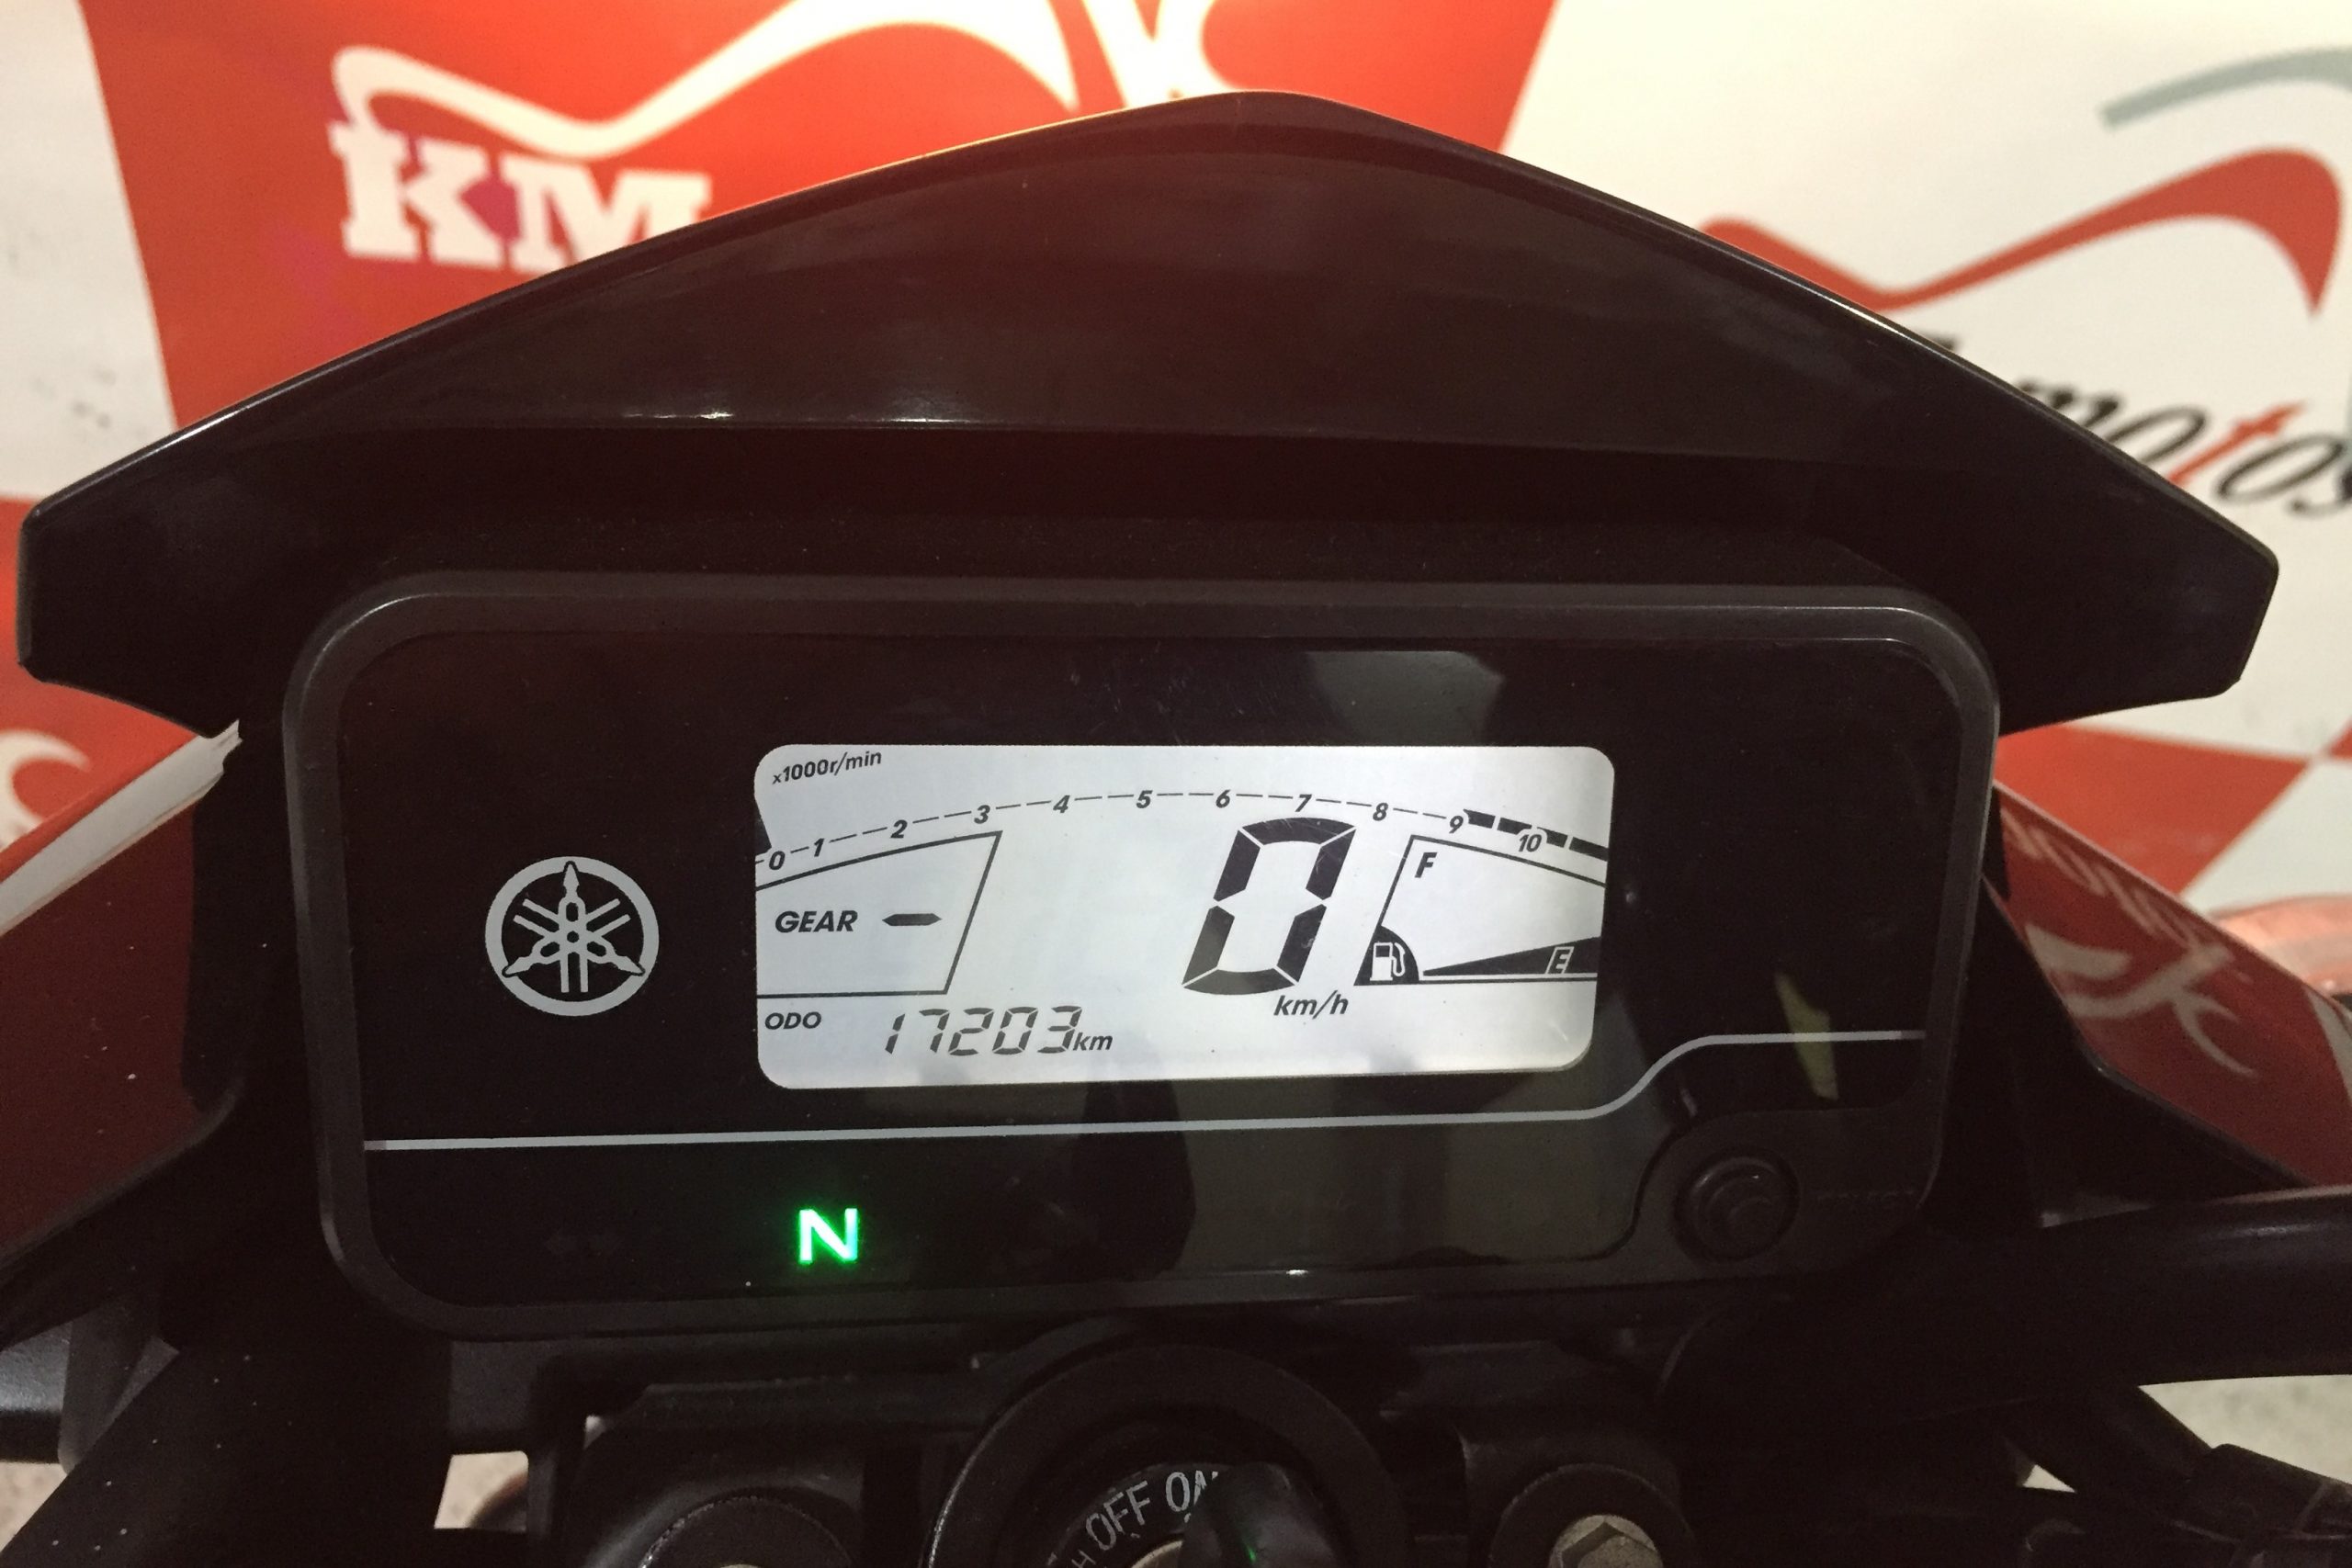 KM
motos
x1000r/min
0 1 2 3 4 5 6 7 8 9 10
GEAR -
0
F
E
km/h
ODO 17203km
N
OFF ON